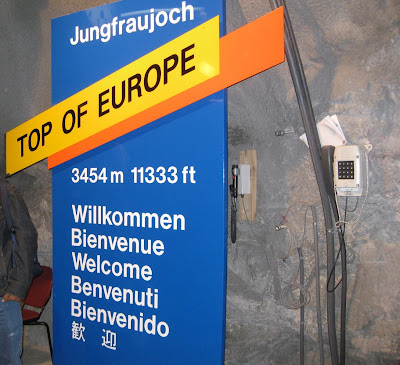 Jungfraujoch
TOP OF EUROPE
3454 m 11333 ft
Willkommen
Bienvenue
Welcome
Benvenuti
Bienvenido
歓 迎